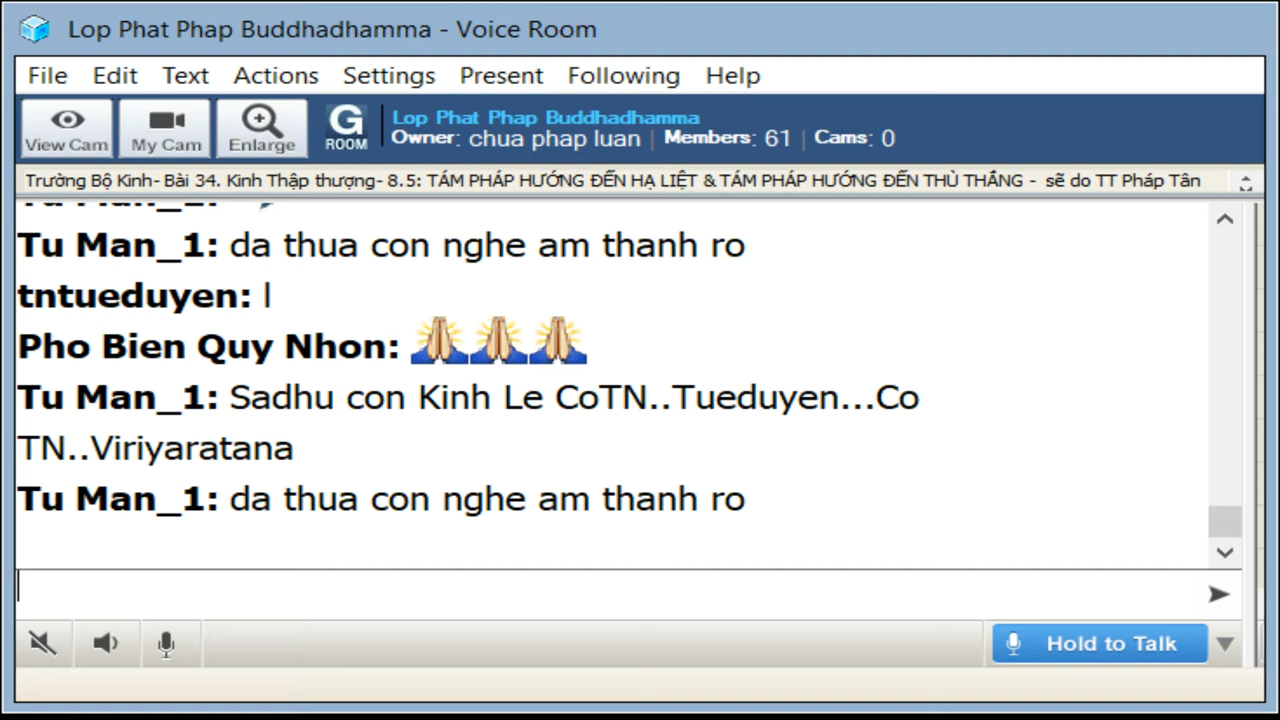 Lop Phat Phap Buddhadhamma - Voice Room
File Edit Text Actions Settings Present Following Help
View Cam My Cam Enlarge G ROOM
Lop Phat Phap Buddhadhamma
Owner: chua phap luan | Members: 61 | Cams: 0
Trường Bộ Kinh- Bài 34. Kinh Thập thượng- 8.5: TÁM PHÁP HƯỚNG ĐẾN HẠ LIỆT & TÁM PHÁP HƯỚNG ĐẾN THÙ THẮNG - sẽ do TT Pháp Tân
Tu Man_1:
Tu Man_1: da thua con nghe am thanh ro
tntueduyen: l
Pho Bien Quy Nhon:
Tu Man_1: Sadhu con Kinh Le CoTN..Tueduyen...Co
TN..Viriyaratana
Tu Man_1: da thua con nghe am thanh ro
Hold to Talk